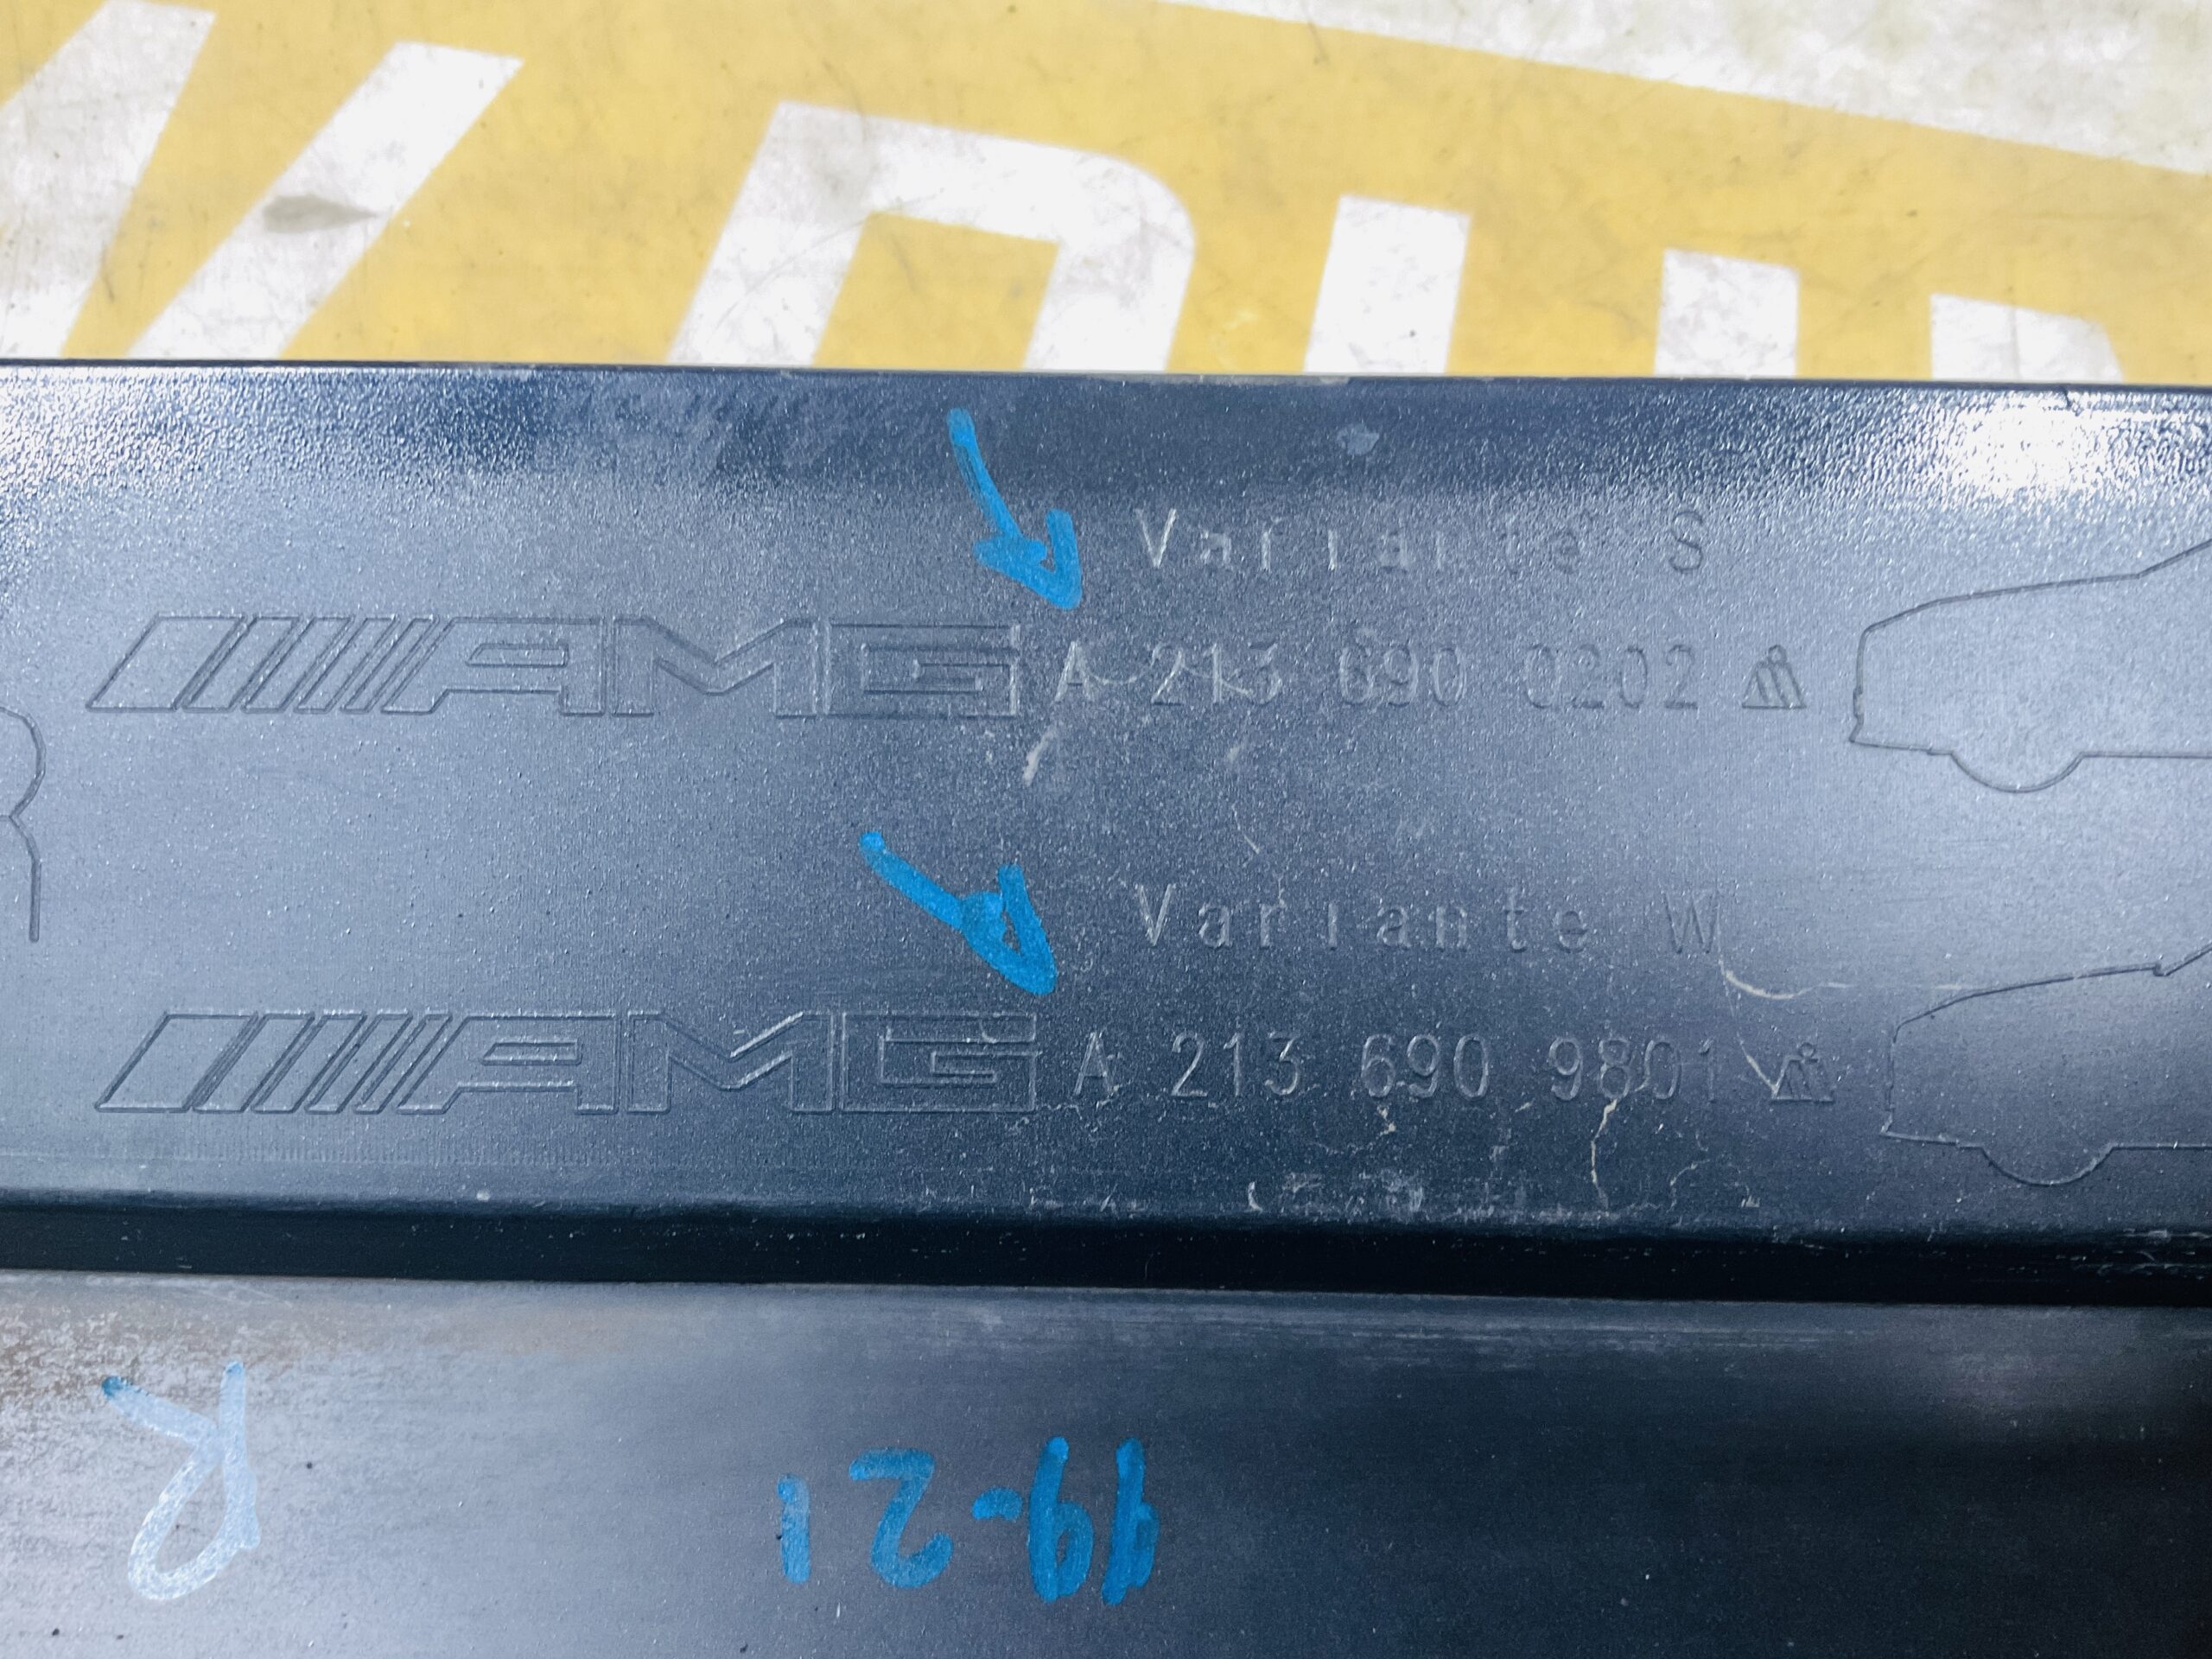 Variante S
AMG A 213 690 0202
Variante W
AMG A 213 690 9801
R
19-21